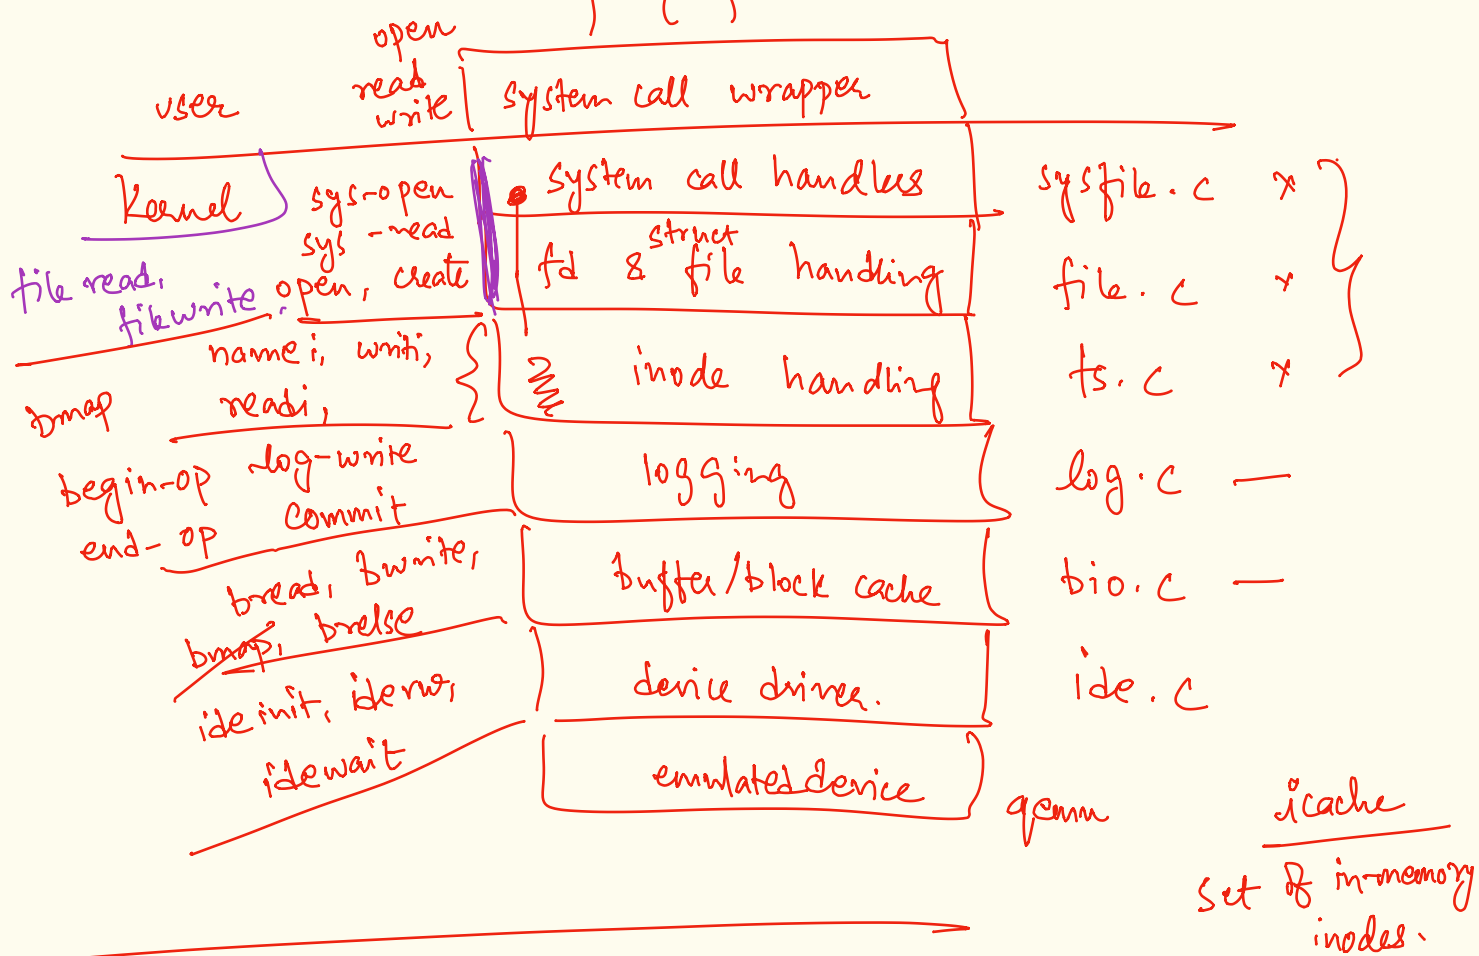 open
read
write
system call wrapper
user
Kernel
sys-open
sys-read
open, create
system call handlers
sysfile.c x
file read,
filewrite
fd & struct file handling
file.c x
namei, writi,
readi,
bmap
inode handling
fs.c x
begin-op
end-op
log-write
commit
logging
log.c —
bread, bwrite,
bmap, brelse
buffer/block cache
bio.c —
ideinit, iderw,
idewait
device driver.
ide.c
emulated device
qemu
icache
set of in-memory
inodes.